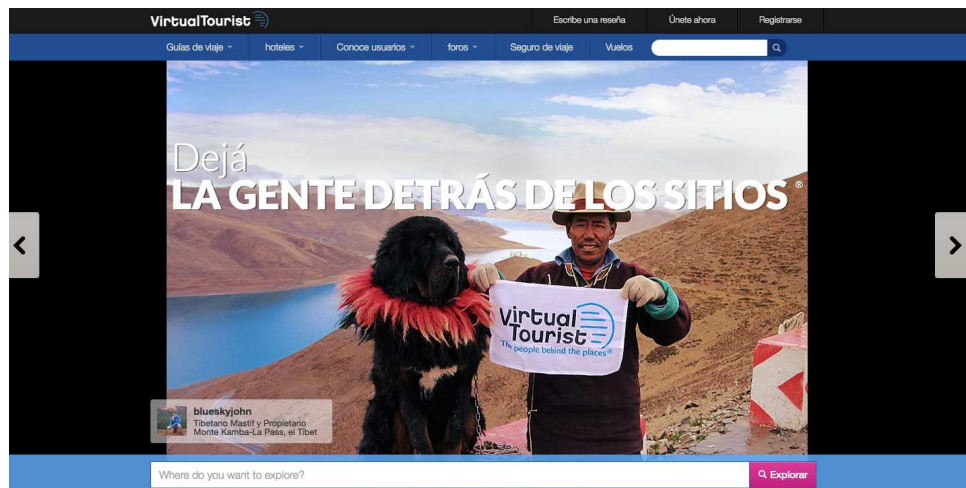 VirtualTourist
Escribe una reseña
Únete ahora
Registrarse
Guías de viaje
hoteles
Conoce usuarios
foros
Seguro de viaje
Vuelos
Dejá
LA GENTE DETRÁS DE LOS SITIOS ®
Virtual
Tourist
The people behind the places®
blueskyjohn
Tibetano Mastif y Propietario
Monte Kamba-La Pass, el Tíbet
Where do you want to explore?
Explorar